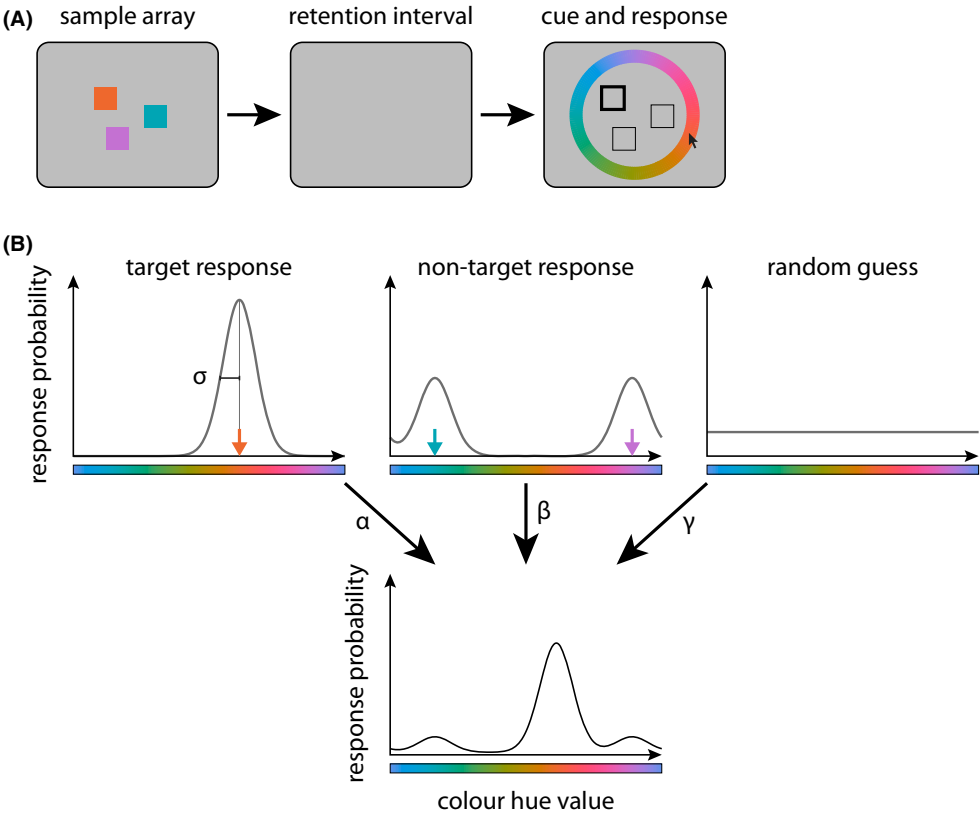 (A)
sample array
retention interval
cue and response
(B)
target response
non-target response
random guess
response probability
σ
α
β
γ
response probability
colour hue value